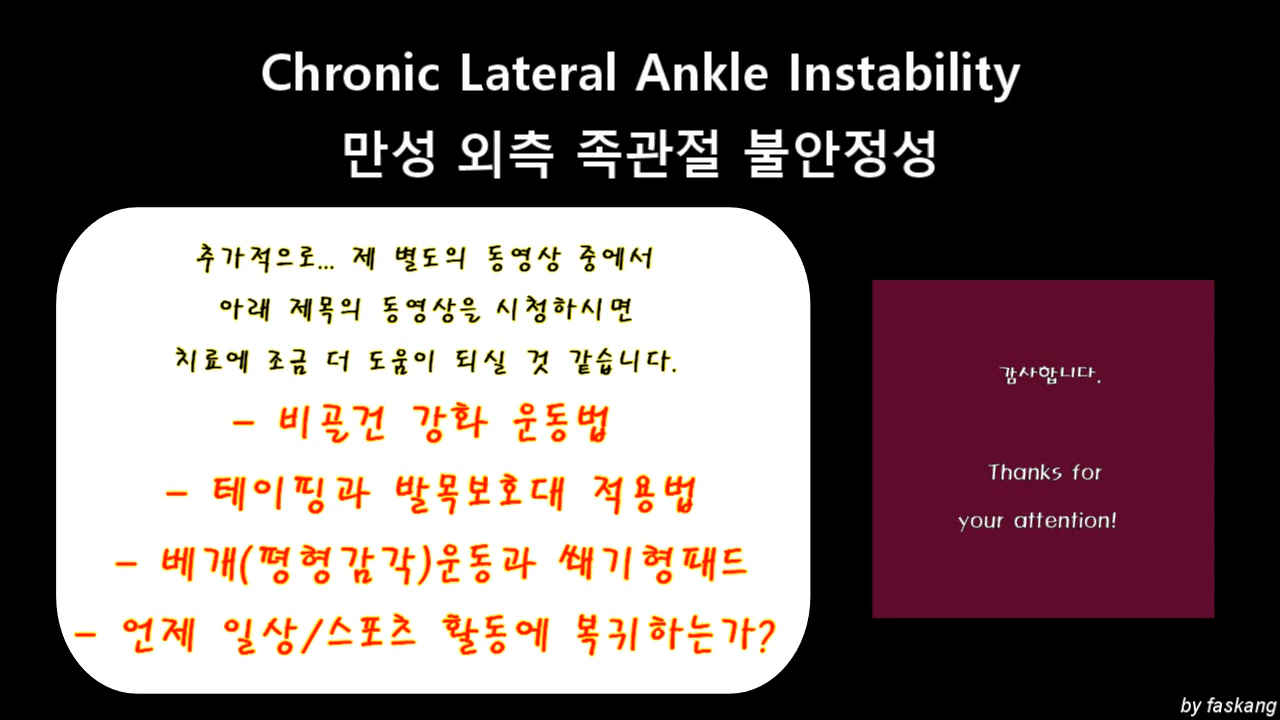 Chronic Lateral Ankle Instability
만성 외측 족관절 불안정성
추가적으로... 제 별도의 동영상 중에서
아래 제목의 동영상을 시청하시면
치료에 조금 더 도움이 되실 것 같습니다.
- 비골건 강화 운동법
- 테이핑과 발목보호대 적용법
- 베개(평형감각)운동과 쐐기형패드
- 언제 일상/스포츠 활동에 복귀하는가?
감사합니다.
Thanks for
your attention!
by faskang